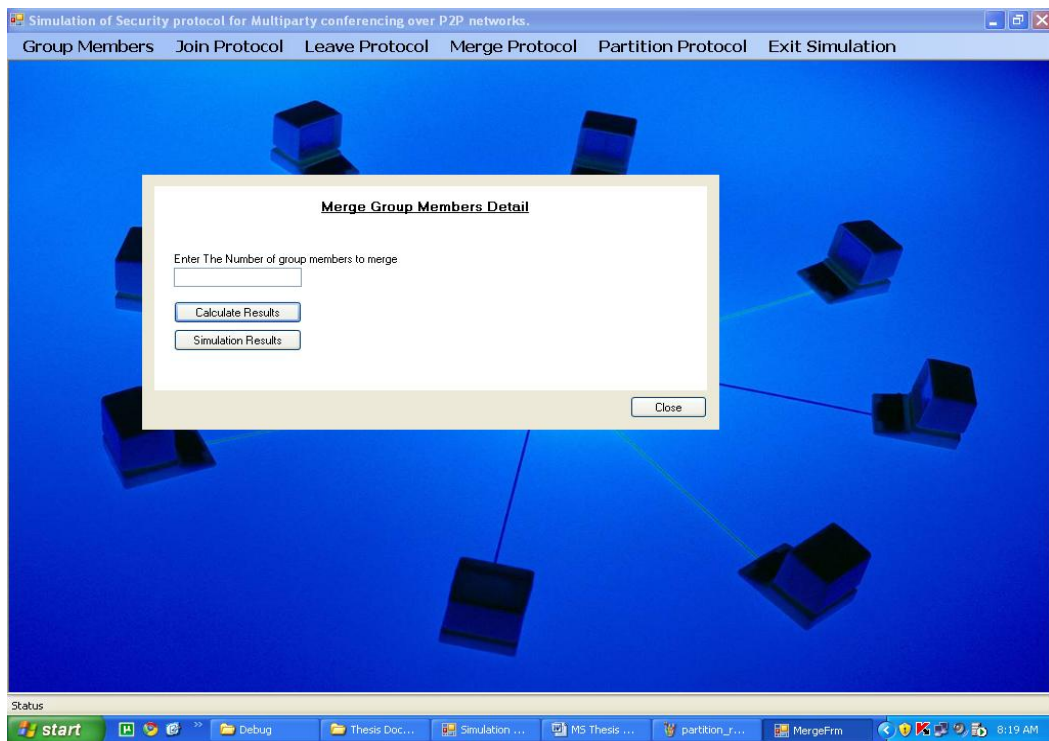 Simulation of Security protocol for Multiparty conferencing over P2P networks.
Group Members Join Protocol Leave Protocol Merge Protocol Partition Protocol Exit Simulation
Merge Group Members Detail
Enter The Number of group members to merge
Calculate Results
Simulation Results
Close
Status
start Debug Thesis Doc... Simulation ... MS Thesis ... partition_r... MergeFrm 8:19 AM